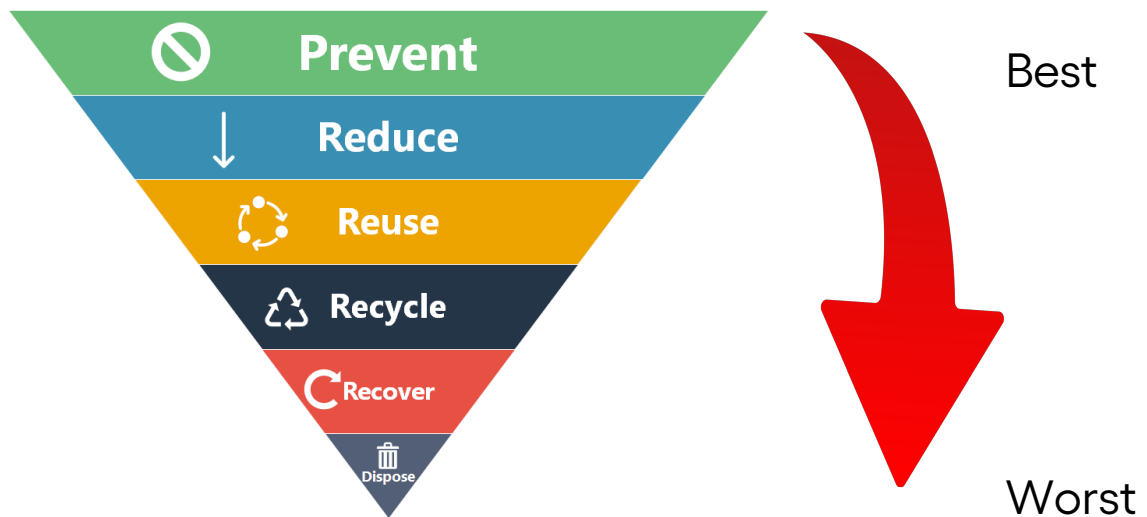 Prevent
Best
Reduce
Reuse
Recycle
Recover
Dispose
Worst